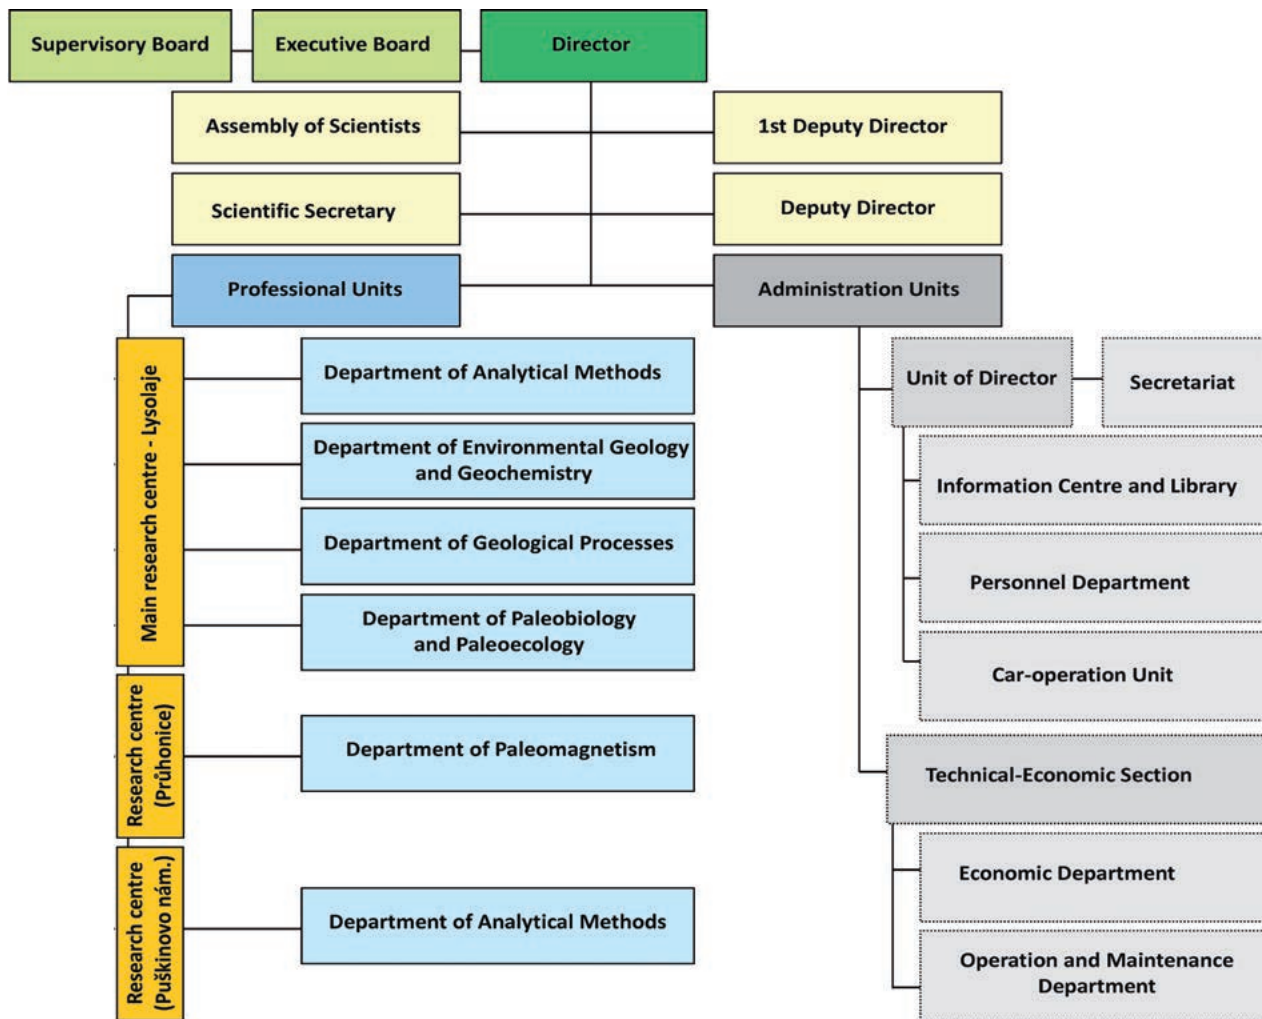 Supervisory Board
Executive Board
Director
Assembly of Scientists
1st Deputy Director
Scientific Secretary
Deputy Director
Professional Units
Administration Units
Main research centre - Lysolaje
Department of Analytical Methods
Department of Environmental Geology
and Geochemistry
Department of Geological Processes
Department of Paleobiology
and Paleoecology
Research centre
(Průhonice)
Department of Paleomagnetism
Research centre
(Puškinovo nám.)
Department of Analytical Methods
Unit of Director
Secretariat
Information Centre and Library
Personnel Department
Car-operation Unit
Technical-Economic Section
Economic Department
Operation and Maintenance
Department